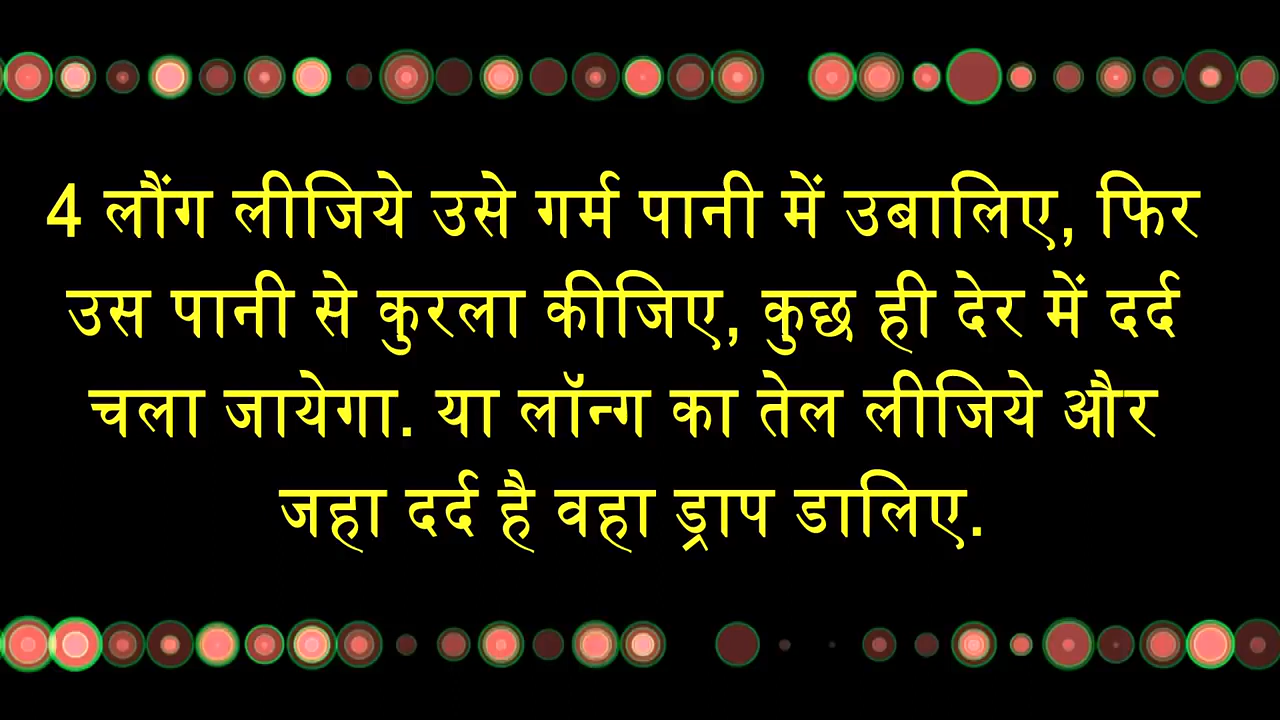 4 लौंग लीजिये उसे गर्म पानी में उबालिए, फिर
उस पानी से कुरला कीजिए, कुछ ही देर में दर्द
चला जायेगा. या लॉन्ग का तेल लीजिये और
जहा दर्द है वहा ड्राप डालिए.